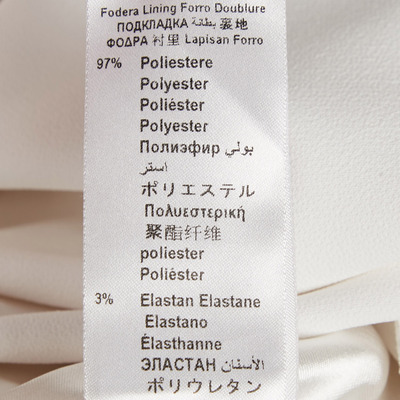 Fodera Lining Forro Doublure
ПОДКЛАДКА بطانة 裏地
ΦΟΔΡΑ 衬里 Lapisan Forro
97% Poliestere
Polyester
Poliéster
Polyester
Полиэфир بولي
استر
ポリエステル
Πολυεστερική
聚酯纤维
poliester
Poliéster
3% Elastan Elastane
Elastano
Élasthanne
ЭЛАСТАН الأسفان
ポリウレタン